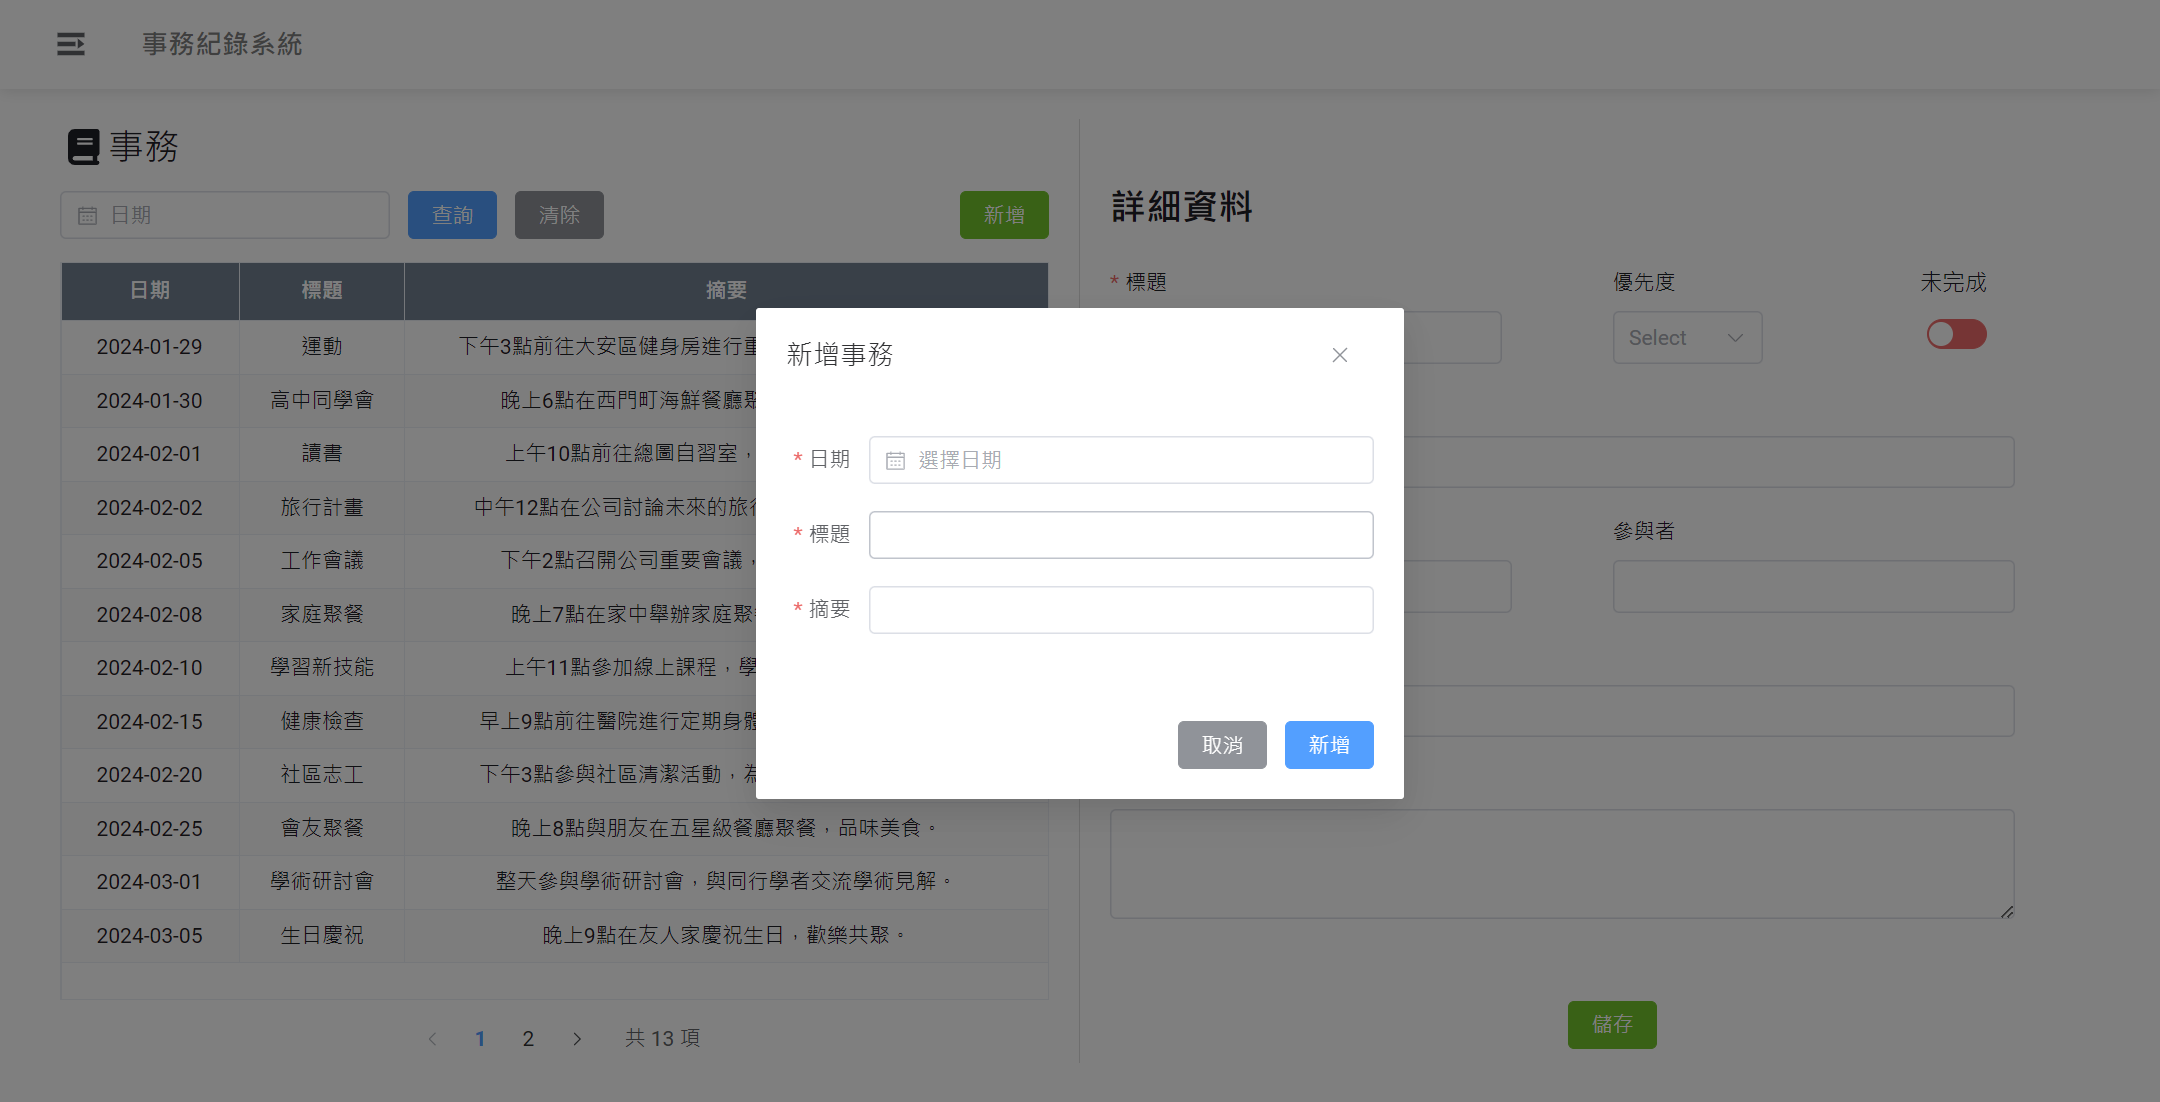 事務紀錄系統
事務
日期
查詢
清除
新增
日期 標題 摘要
2024-01-29 運動 下午3點前往大安區健身房進行重
2024-01-30 高中同學會 晚上6點在西門町海鮮餐廳
2024-02-01 讀書 上午10點前往總圖自習室，
2024-02-02 旅行計畫 中午12點在公司討論未來的旅行
2024-02-05 工作會議 下午2點召開公司重要會議，
2024-02-08 家庭聚餐 晚上7點在家中舉辦家庭聚
2024-02-10 學習新技能 上午11點參加線上課程，學
2024-02-15 健康檢查 早上9點前往醫院進行定期身體
2024-02-20 社區志工 下午3點參與社區清潔活動，為
2024-02-25 會友聚餐 晚上8點與朋友在五星級餐廳聚餐，品味美食。
2024-03-01 學術研討會 整天參與學術研討會，與同行學者交流學術見解。
2024-03-05 生日慶祝 晚上9點在友人家慶祝生日，歡樂共聚。
1 2 共 13 項
詳細資料
* 標題
優先度
Select
未完成
參與者
儲存
新增事務
* 日期 選擇日期
* 標題
* 摘要
取消
新增